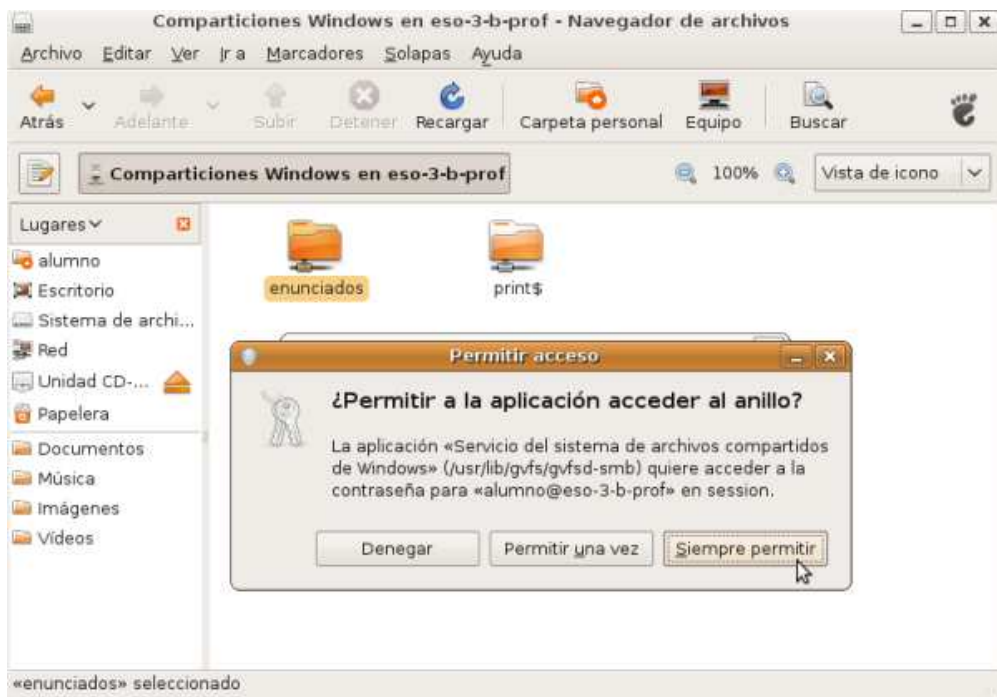 Comparticiones Windows en eso-3-b-prof - Navegador de archivos
Archivo Editar Ver Ir a Marcadores Solapas Ayuda
Atrás Adelante Subir Detener Recargar Carpeta personal Equipo Buscar
Comparticiones Windows en eso-3-b-prof 100% Vista de icono
Lugares
alumno
Escritorio
Sistema de archi...
Red
Unidad CD-...
Papelera
Documentos
Música
Imágenes
Vídeos
enunciados print$
Permitir acceso
¿Permitir a la aplicación acceder al anillo?
La aplicación «Servicio del sistema de archivos compartidos
de Windows» (/usr/lib/gvfs/gvfsd-smb) quiere acceder a la
contraseña para «alumno@eso-3-b-prof» en session.
Denegar Permitir una vez Siempre permitir
«enunciados» seleccionado